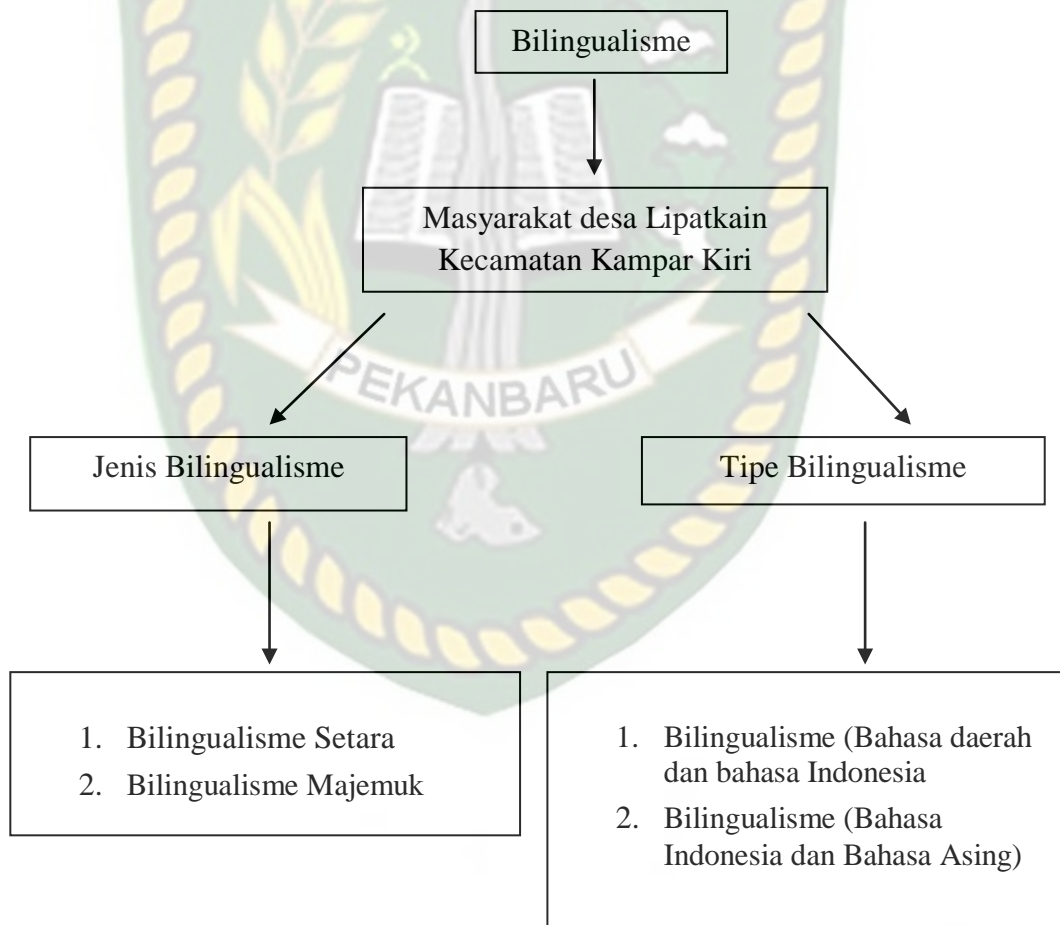 Bilingualisme
Masyarakat desa Lipatkain
Kecamatan Kampar Kiri
PEKANBARU
Jenis Bilingualisme
Tipe Bilingualisme
1. Bilingualisme Setara
2. Bilingualisme Majemuk
1. Bilingualisme (Bahasa daerah
dan bahasa Indonesia
2. Bilingualisme (Bahasa
Indonesia dan Bahasa Asing)